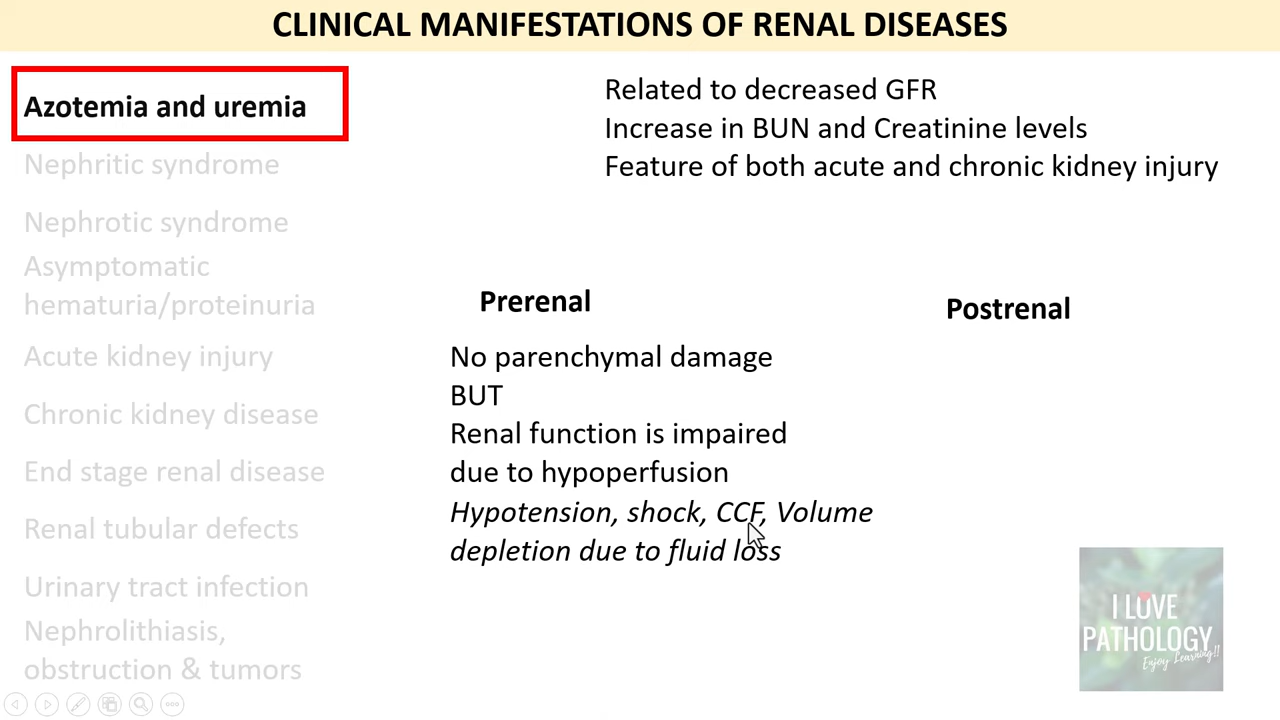 CLINICAL MANIFESTATIONS OF RENAL DISEASES
Azotemia and uremia
Nephritic syndrome
Nephrotic syndrome
Asymptomatic
hematuria/proteinuria
Acute kidney injury
Chronic kidney disease
End stage renal disease
Renal tubular defects
Urinary tract infection
Nephrolithiasis,
obstruction & tumors
Related to decreased GFR
Increase in BUN and Creatinine levels
Feature of both acute and chronic kidney injury
Prerenal
No parenchymal damage
BUT
Renal function is impaired
due to hypoperfusion
Hypotension, shock, CCF, Volume
depletion due to fluid loss
Postrenal
I LOVE
PATHOLOGY
Enjoy Learning!!